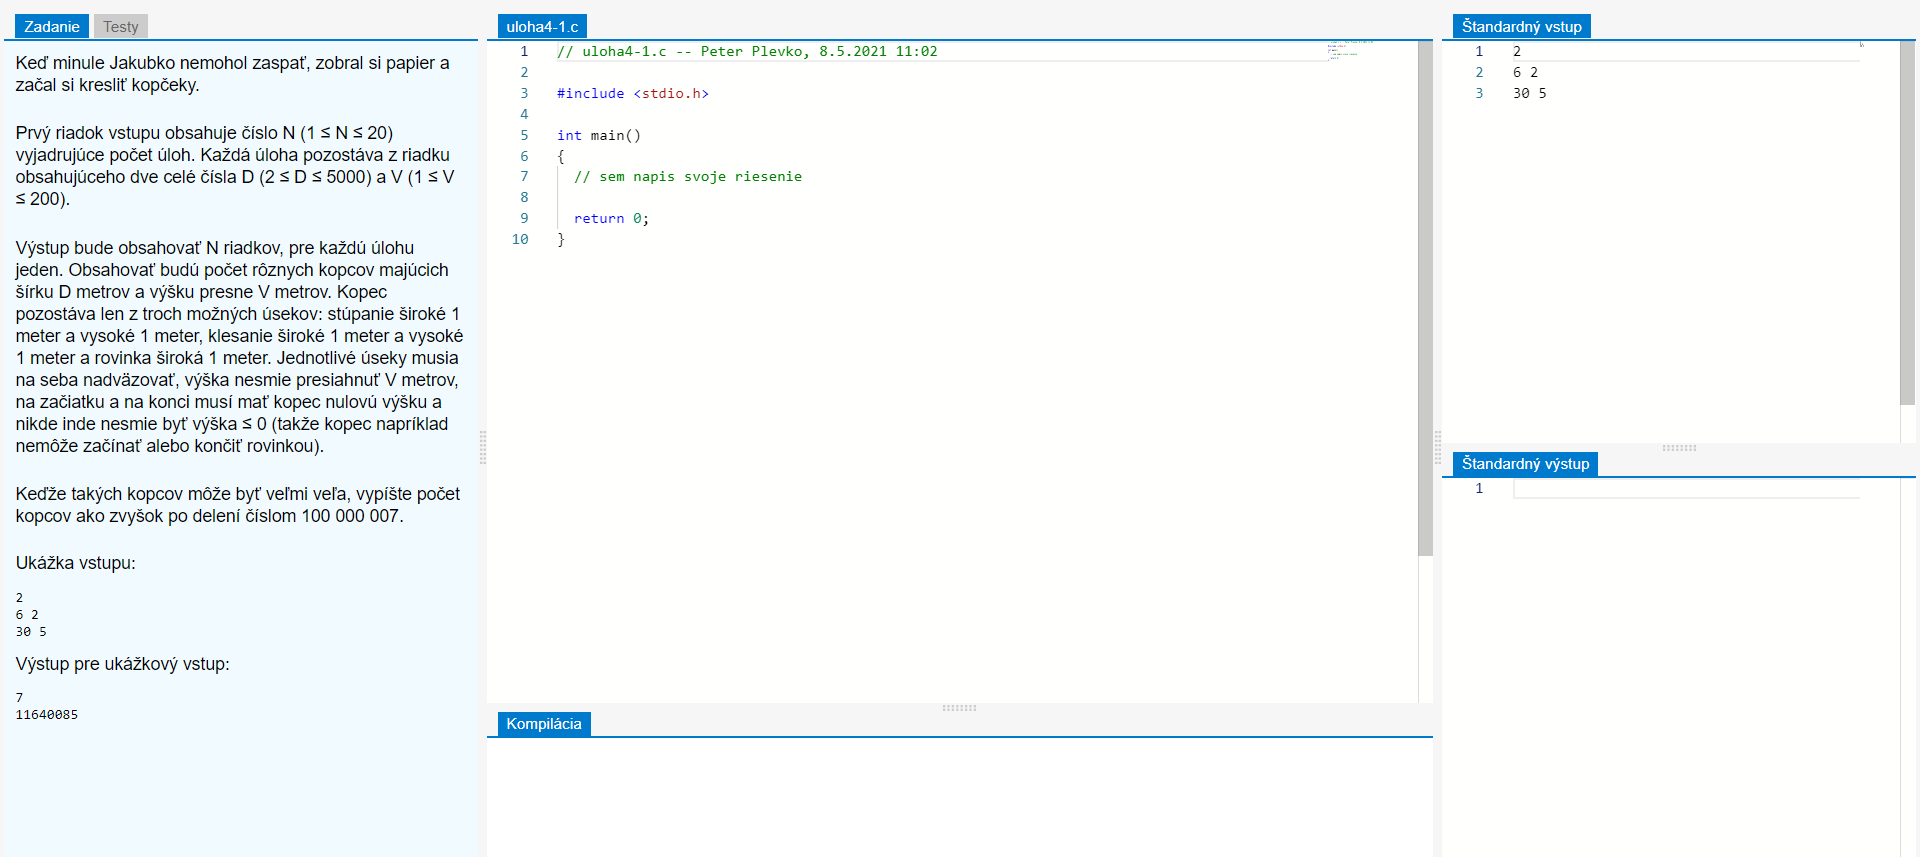 Zadanie
Testy
Keď minule Jakubko nemohol zaspať, zobral si papier a
začal si kresliť kopčeky.
Prvý riadok vstupu obsahuje číslo N (1 ≤ N ≤ 20)
vyjadrujúce počet úloh. Každá úloha pozostáva z riadku
obsahujúceho dve celé čísla D (2 ≤ D ≤ 5000) a V (1 ≤ V
≤ 200).
Výstup bude obsahovať N riadkov, pre každú úlohu
jeden. Obsahovať budú počet rôznych kopcov majúcich
šírku D metrov a výšku presne V metrov. Kopec
pozostáva len z troch možných úsekov: stúpanie široké 1
meter a vysoké 1 meter, klesanie široké 1 meter a vysoké
1 meter a rovinka široká 1 meter. Jednotlivé úseky musia
na seba nadväzovať, výška nesmie presiahnuť V metrov,
na začiatku a na konci musí mať kopec nulovú výšku a
nikde inde nesmie byť výška ≤ 0 (takže kopec napríklad
nemôže začínať alebo končiť rovinkou).
Keďže takých kopcov môže byť veľmi veľa, vypíšte počet
kopcov ako zvyšok po delení číslom 100 000 007.
Ukážka vstupu:
2
6 2
30 5
Výstup pre ukážkový vstup:
7
11640085
uloha4-1.c
1 // uloha4-1.c -- Peter Plevko, 8.5.2021 11:02
2
3 #include <stdio.h>
4
5 int main()
6 {
7 // sem napis svoje riesenie
8
9 return 0;
10 }
Kompilácia
Štandardný vstup
1 2
2 6 2
3 30 5
Štandardný výstup
1